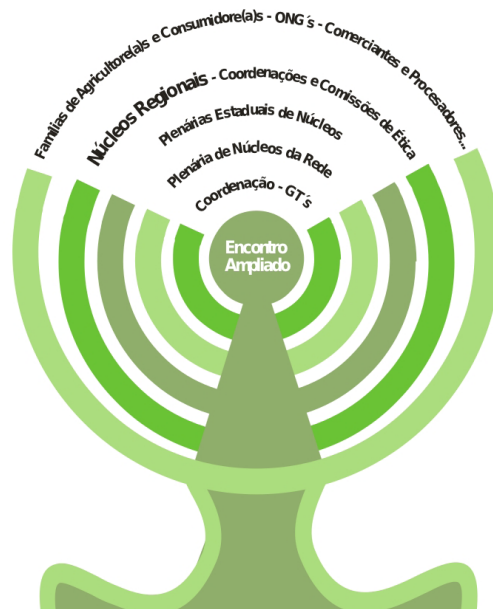 Famílias de Agricultore(a)s e Consumidore(a)s - ONG´s - Comerciantes e Procesadores...
Núcleos Regionais - Coordenações e Comissões de Ética
Plenárias Estaduais de Núcleos
Plenária de Núcleos da Rede
Coordenação - GT´s
Encontro
Ampliado